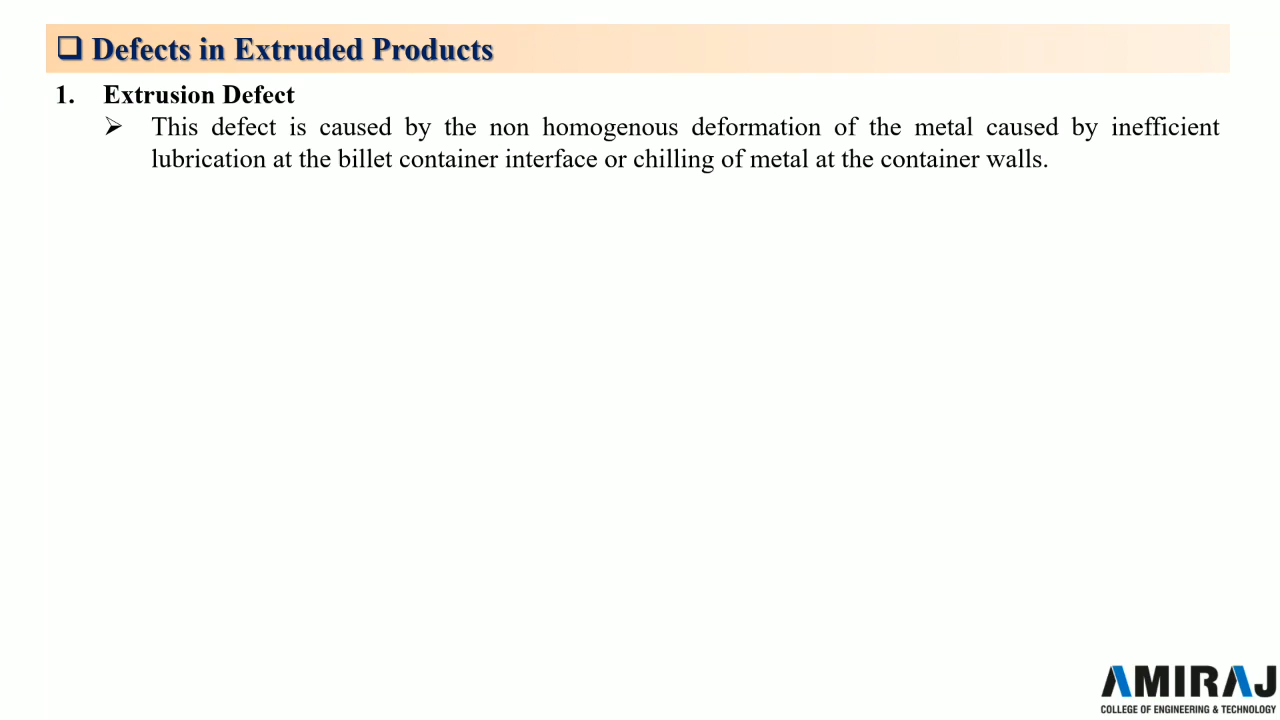 ❑ Defects in Extruded Products
1. Extrusion Defect
➢ This defect is caused by the non homogenous deformation of the metal caused by inefficient
lubrication at the billet container interface or chilling of metal at the container walls.
AMIRAJ
COLLEGE OF ENGINEERING & TECHNOLOGY